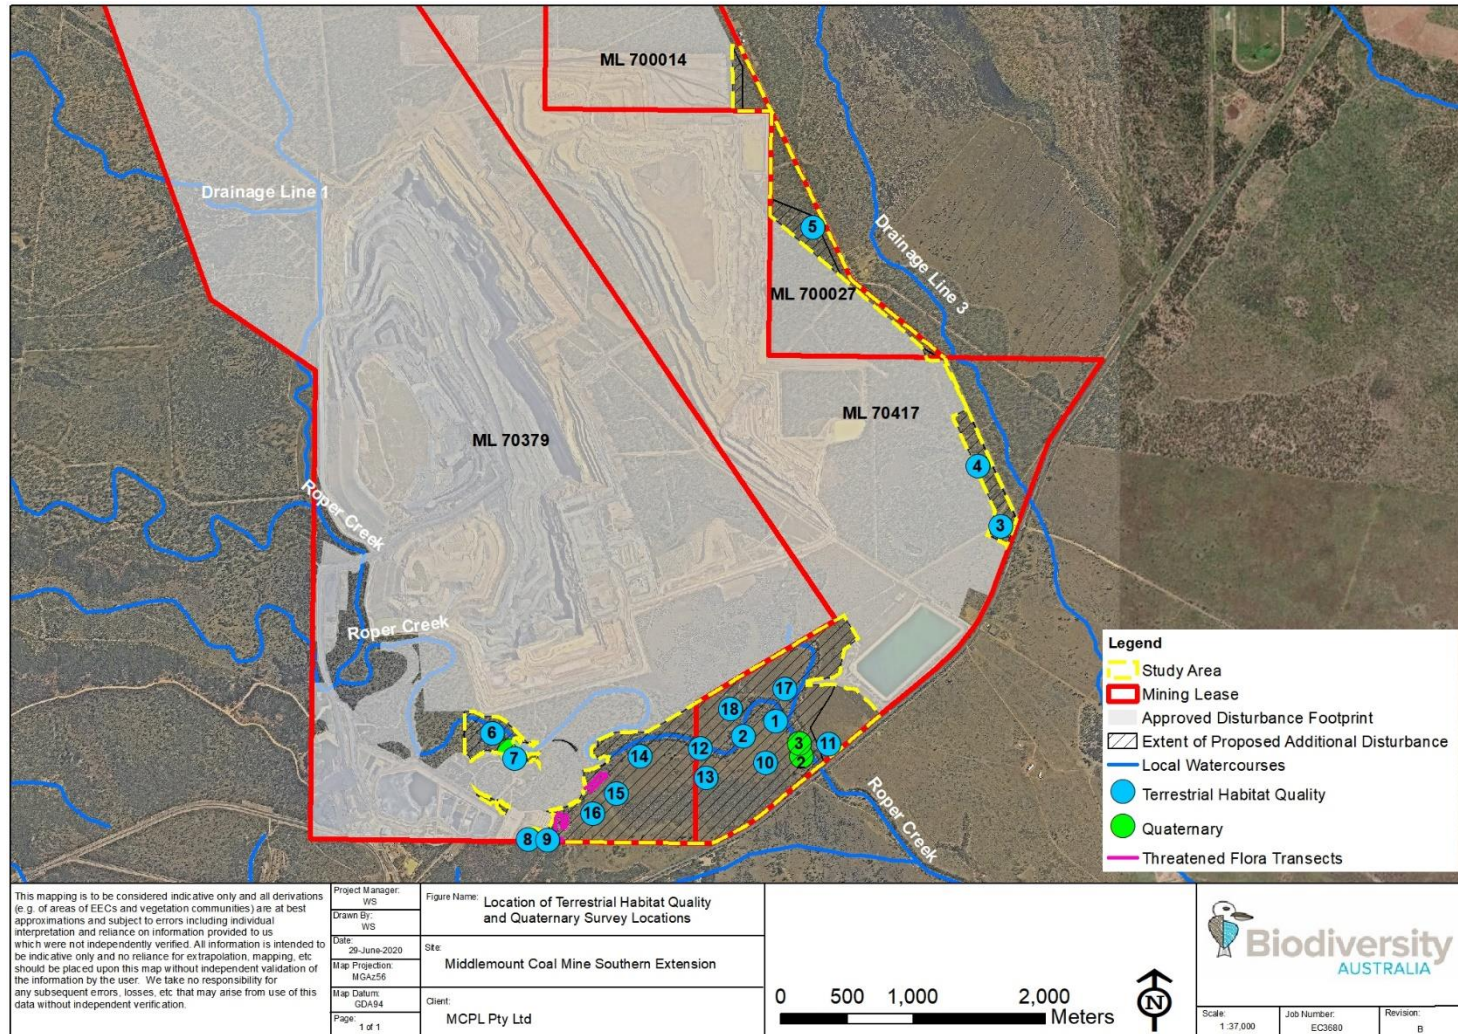 ML 700014
Drainage Line 1
5
Drainage Line 3
ML 700027
ML 70417
ML 70379
4
3
Roper Creek
Roper Creek
17
18
1
6
2
3
11
12
7
14
10
2
13
15
16
8
9
Roper Creek
Legend
Study Area
Mining Lease
Approved Disturbance Footprint
Extent of Proposed Additional Disturbance
Local Watercourses
Terrestrial Habitat Quality
Quaternary
Threatened Flora Transects
This mapping is to be considered indicative only and all derivations
(e.g. of areas of EECs and vegetation communities) are at best
approximations and subject to errors including individual
interpretation and reliance on information provided to us
which were not independently verified. All information is intended to
be indicative only and no reliance for extrapolation, mapping, etc
should be placed upon this map without independent validation of
the information by the user. We take no responsibility for
any subsequent errors, losses, etc that may arise from use of this
data without independent verification.
Project Manager:
WS
Drawn By:
WS
Date:
29-June-2020
Map Projection:
MGAz56
Map Datum:
GDA94
Page:
1 of 1
Figure Name: Location of Terrestrial Habitat Quality
and Quaternary Survey Locations
Site:
Middlemount Coal Mine Southern Extension
Client:
MCPL Pty Ltd
0 500 1,000 2,000
Meters
N
Biodiversity
AUSTRALIA
Scale:
1:37,000
Job Number:
EC3680
Revision:
B